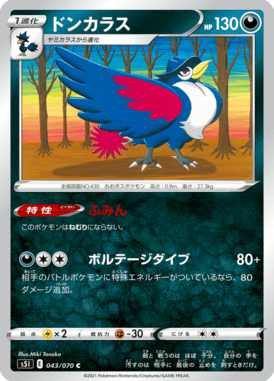 1進化 ドンカラス HP130
ヤミカラスから進化
全国図鑑NO.430 おおボスポケモン 高さ:0.9m 重さ:27.3kg
特性 ふみん
このポケモンはねむりにならない。
ボルテージダイブ 80+
相手のバトルポケモンに特殊エネルギーがついているなら、80
ダメージ追加。
弱点 ×2 抵抗力 -30 にげる
Illus.Miki Tanaka
S5I C 043/070 C
©2021 Pokémon/Nintendo/Creatures/GAME FREAK.